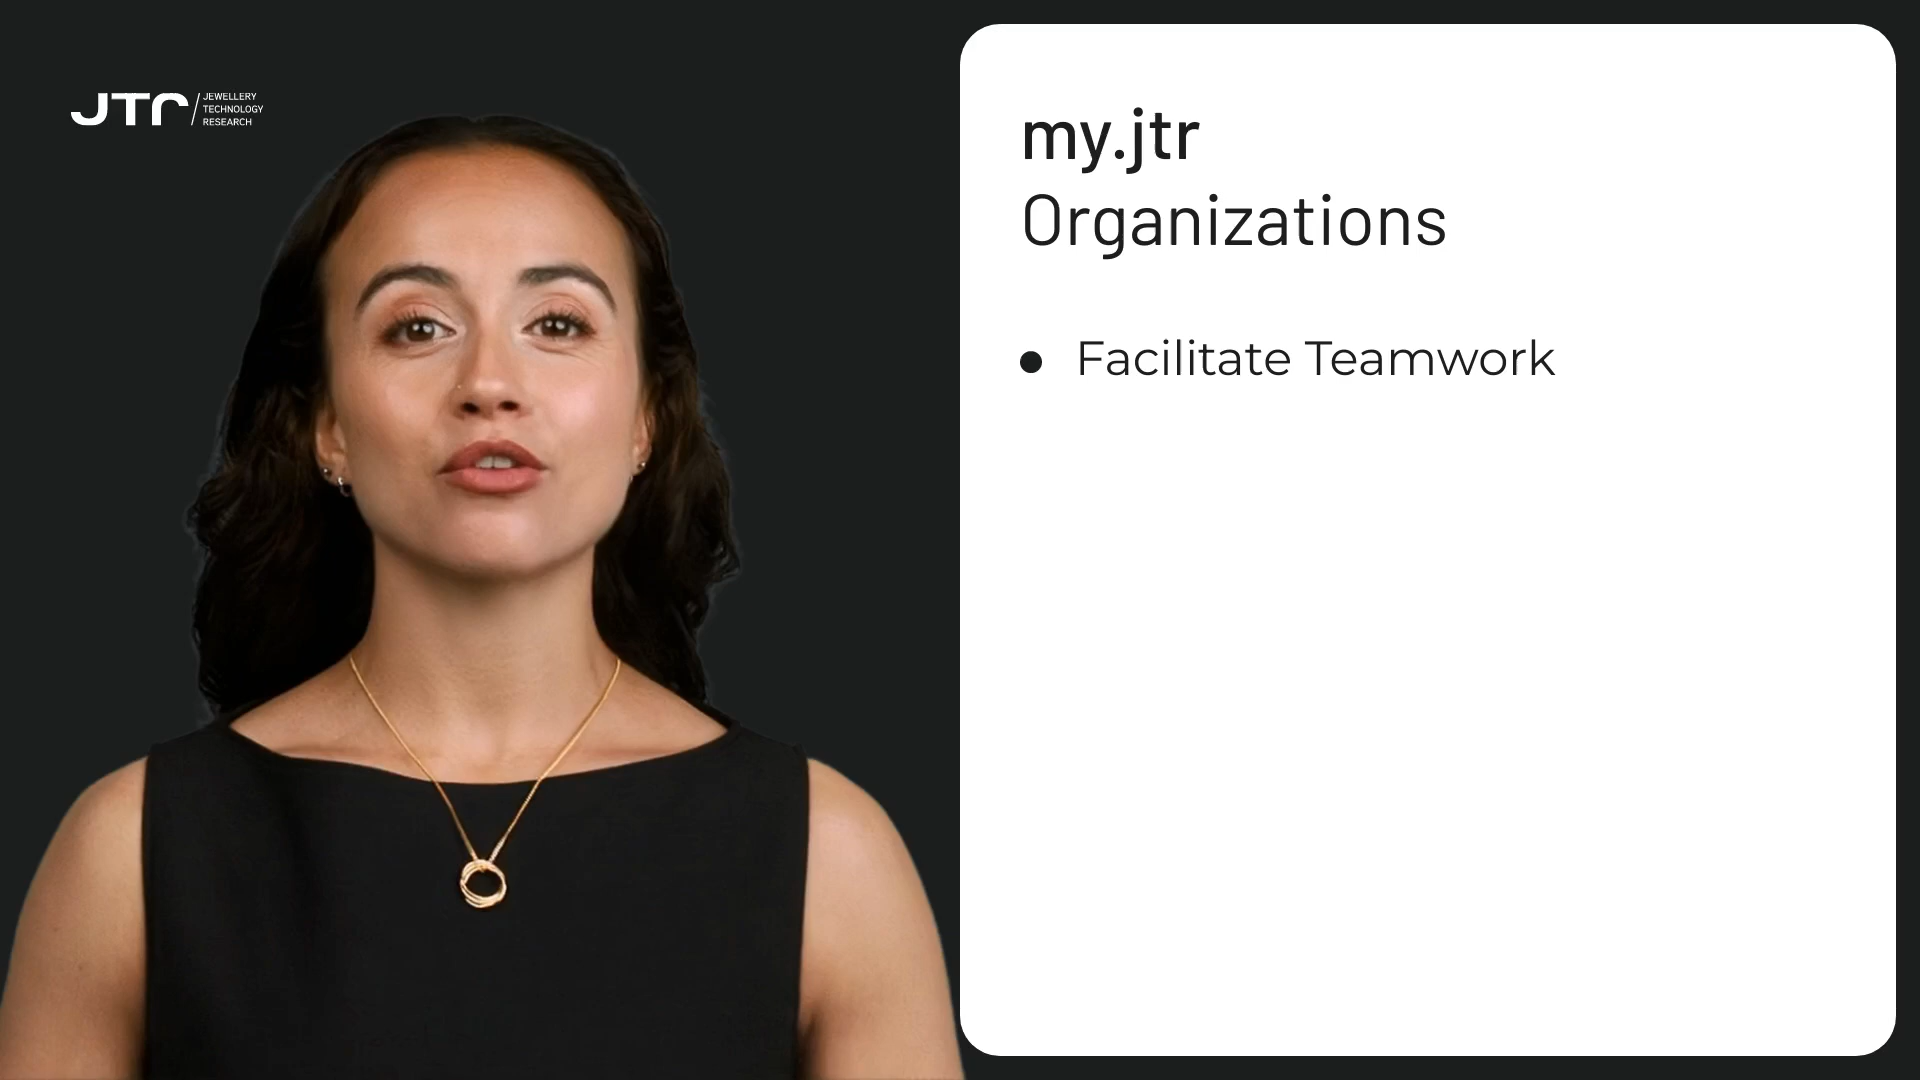 JTr
JEWELLERY
TECHNOLOGY
RESEARCH
my.jtr
Organizations
Facilitate Teamwork